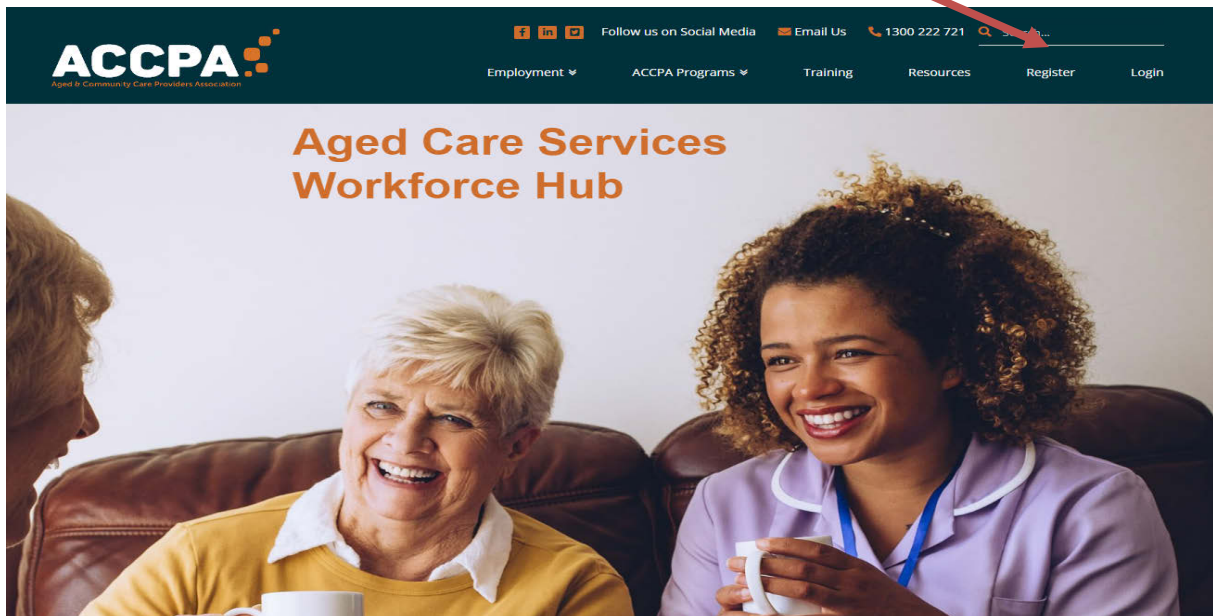 Follow us on Social Media Email Us 1300 222 721
ACCPA
Aged & Community Care Providers Association
Employment ACCPA Programs Training Resources Register Login
Aged Care Services
Workforce Hub